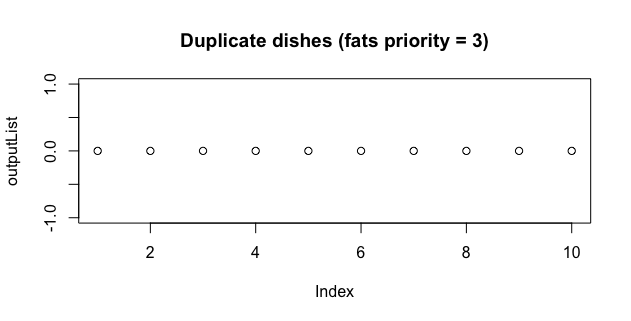 Duplicate dishes (fats priority = 3)
outputList
1.0
0.0
-1.0
2 4 6 8 10
Index